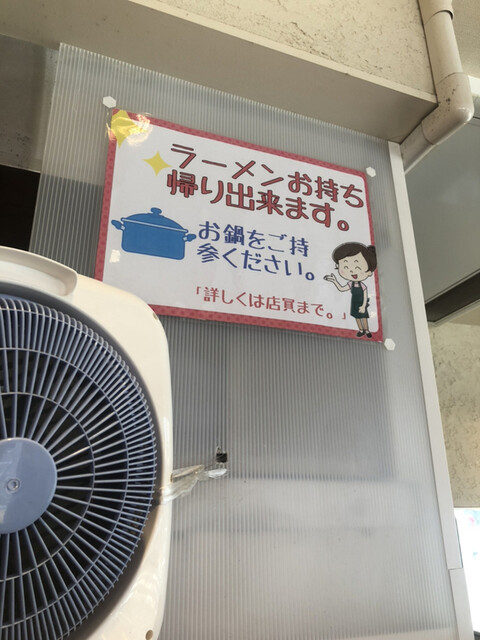 ラーメンお持ち
帰り出来ます。
お鍋をご持
参ください。
「詳しくは店員まで。」